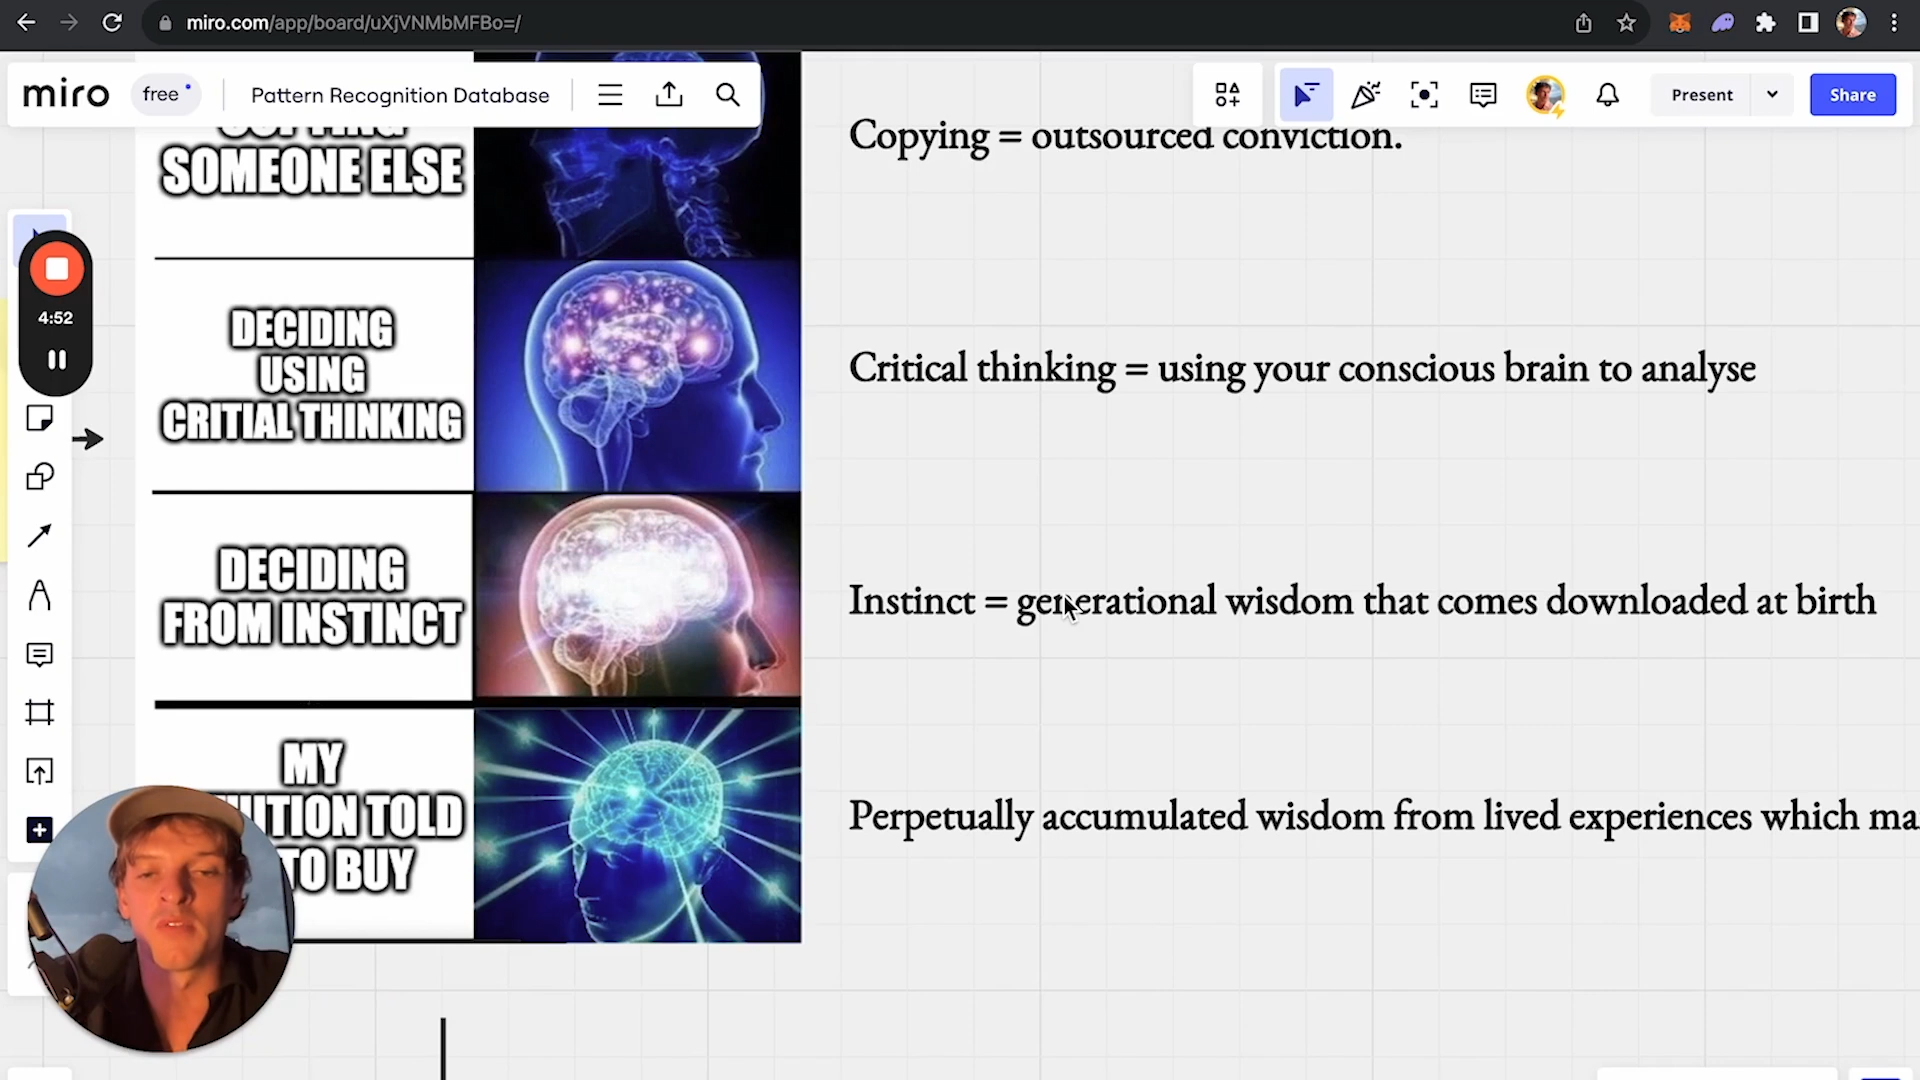 miro.com/app/board/uXjVNMbMFBo=/
miro
free
Pattern Recognition Database
Present
Share
SOMEONE ELSE
Copying = outsourced conviction.
4:52
DECIDING
USING
CRITIAL THINKING
Critical thinking = using your conscious brain to analyse
DECIDING
FROM INSTINCT
Instinct = generational wisdom that comes downloaded at birth
MY
TOLD
TO BUY
Perpetually accumulated wisdom from lived experiences which